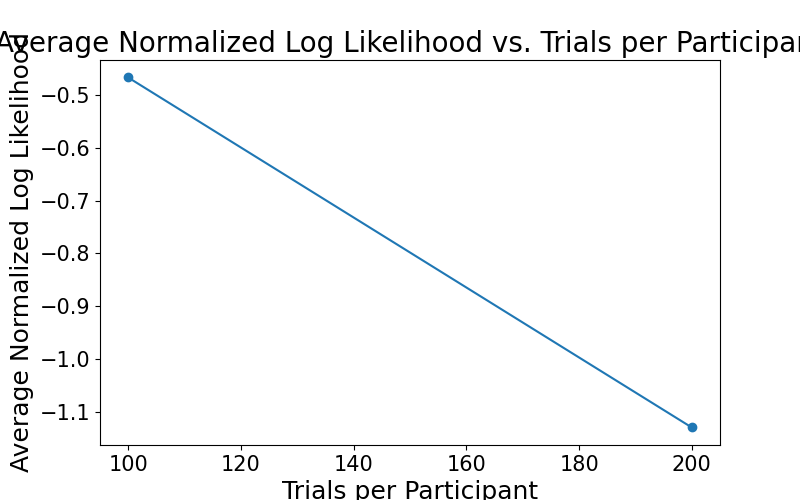 Average Normalized Log Likelihood vs. Trials per Participan
Average Normalized Log Likelihood
−0.5
−0.6
−0.7
−0.8
−0.9
−1.0
−1.1
100 120 140 160 180 200
Trials per Participant